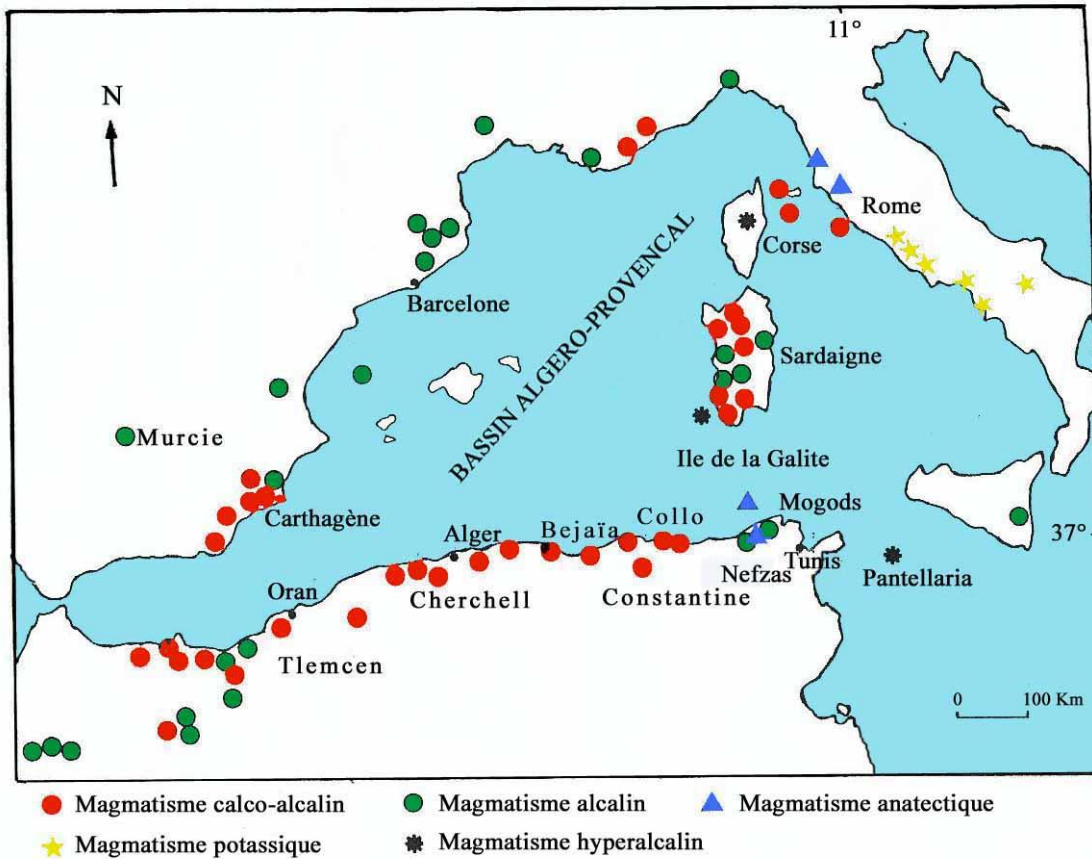 11°
N
Rome
Corse
BASSIN ALGERO-PROVENCAL
Barcelone
Sardaigne
Murcie
Ile de la Galite
Carthagène
Mogods
Collo
Alger
Bejaïa
37°
Tunis
Nefzas
Pantellaria
Oran
Cherchell
Constantine
Tlemcen
0 100 Km
Magmatisme calco-alcalin
Magmatisme alcalin
Magmatisme anatectique
Magmatisme potassique
Magmatisme hyperalcalin